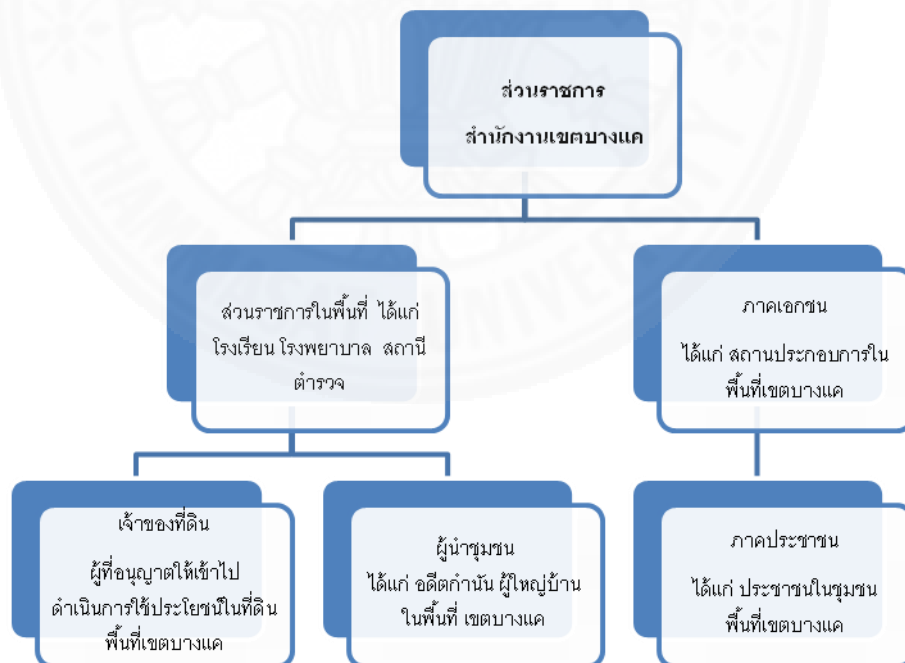 ส่วนราชการ
สำนักงานเขตบางแค
ส่วนราชการในพื้นที่ ได้แก่
โรงเรียน โรงพยาบาล สถานี
ตำรวจ
ภาคเอกชน
ได้แก่ สถานประกอบการใน
พื้นที่เขตบางแค
เจ้าของที่ดิน
ผู้ที่อนุญาตให้เข้าไป
ดำเนินการใช้ประโยชน์ในที่ดิน
พื้นที่เขตบางแค
ผู้นำชุมชน
ได้แก่ อดีตกำนัน ผู้ใหญ่บ้าน
ในพื้นที่ เขตบางแค
ภาคประชาชน
ได้แก่ ประชาชนในชุมชน
พื้นที่เขตบางแค